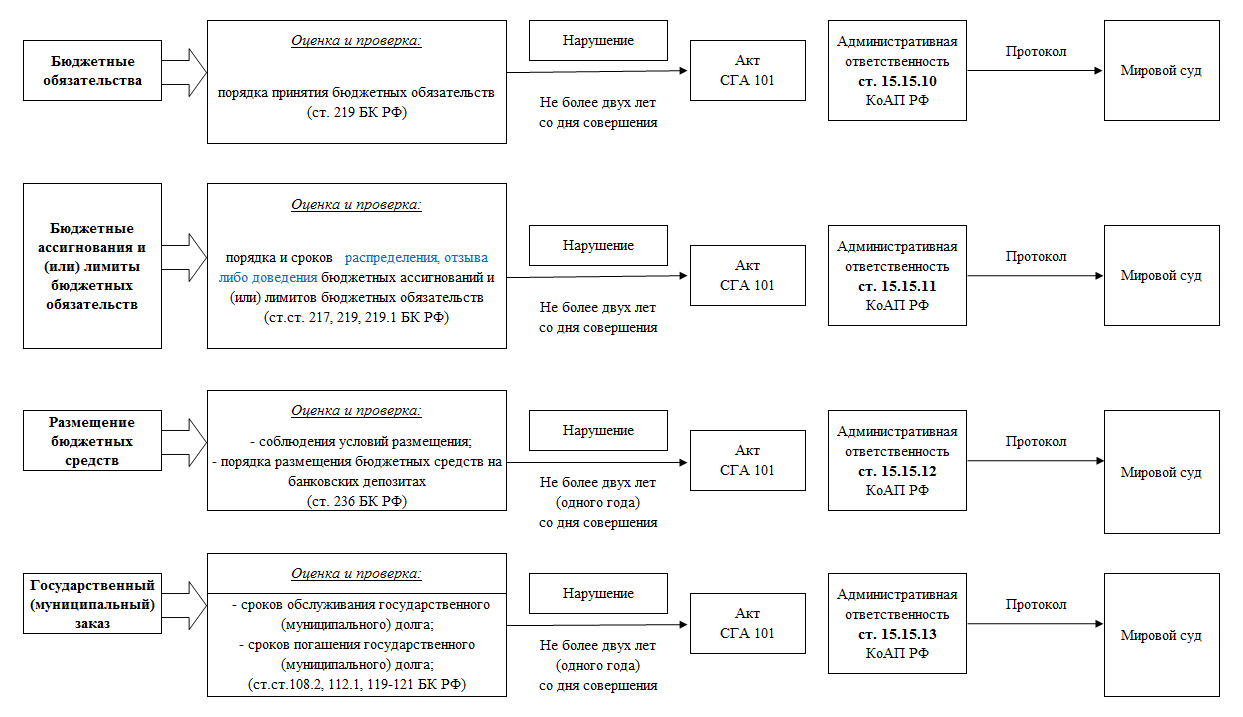 Бюджетные
обязательства
Оценка и проверка:
порядка принятия бюджетных обязательств
(ст. 219 БК РФ)
Нарушение
Не более двух лет
со дня совершения
Акт
СГА 101
Административная
ответственность
ст. 15.15.10
КоАП РФ
Протокол
Мировой суд
Бюджетные
ассигнования и
(или) лимиты
бюджетных
обязательств
Оценка и проверка:
порядка и сроков распределения, отзыва
либо доведения бюджетных ассигнований и
(или) лимитов бюджетных обязательств
(ст.ст. 217, 219, 219.1 БК РФ)
Нарушение
Не более двух лет
со дня совершения
Акт
СГА 101
Административная
ответственность
ст. 15.15.11
КоАП РФ
Протокол
Мировой суд
Размещение
бюджетных
средств
Оценка и проверка:
- соблюдения условий размещения;
- порядка размещения бюджетных средств на
банковских депозитах
(ст. 236 БК РФ)
Нарушение
Не более двух лет
(одного года)
со дня совершения
Акт
СГА 101
Административная
ответственность
ст. 15.15.12
КоАП РФ
Протокол
Мировой суд
Государственный
(муниципальный)
заказ
Оценка и проверка:
- сроков обслуживания государственного
(муниципального) долга;
- сроков погашения государственного
(муниципального) долга;
(ст.ст.108.2, 112.1, 119-121 БК РФ)
Нарушение
Не более двух лет
(одного года)
со дня совершения
Акт
СГА 101
Административная
ответственность
ст. 15.15.13
КоАП РФ
Протокол
Мировой суд